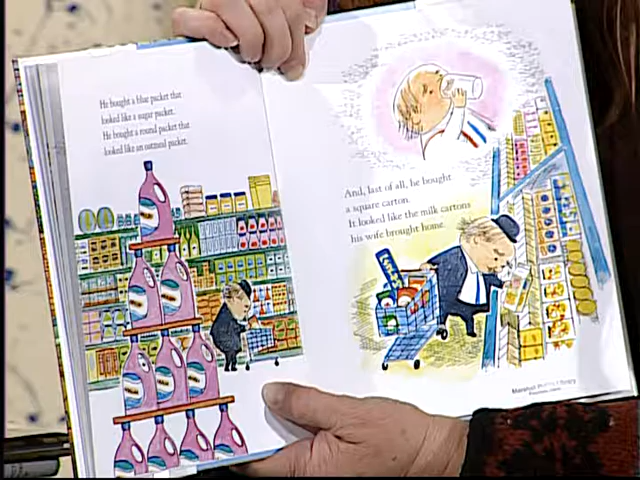 He bought a blue packet that
looked like a sugar packet.
He bought a round packet that
looked like an oatmeal packet.
And, last of all, he bought
a square carton.
It looked like the milk cartons
his wife brought home.